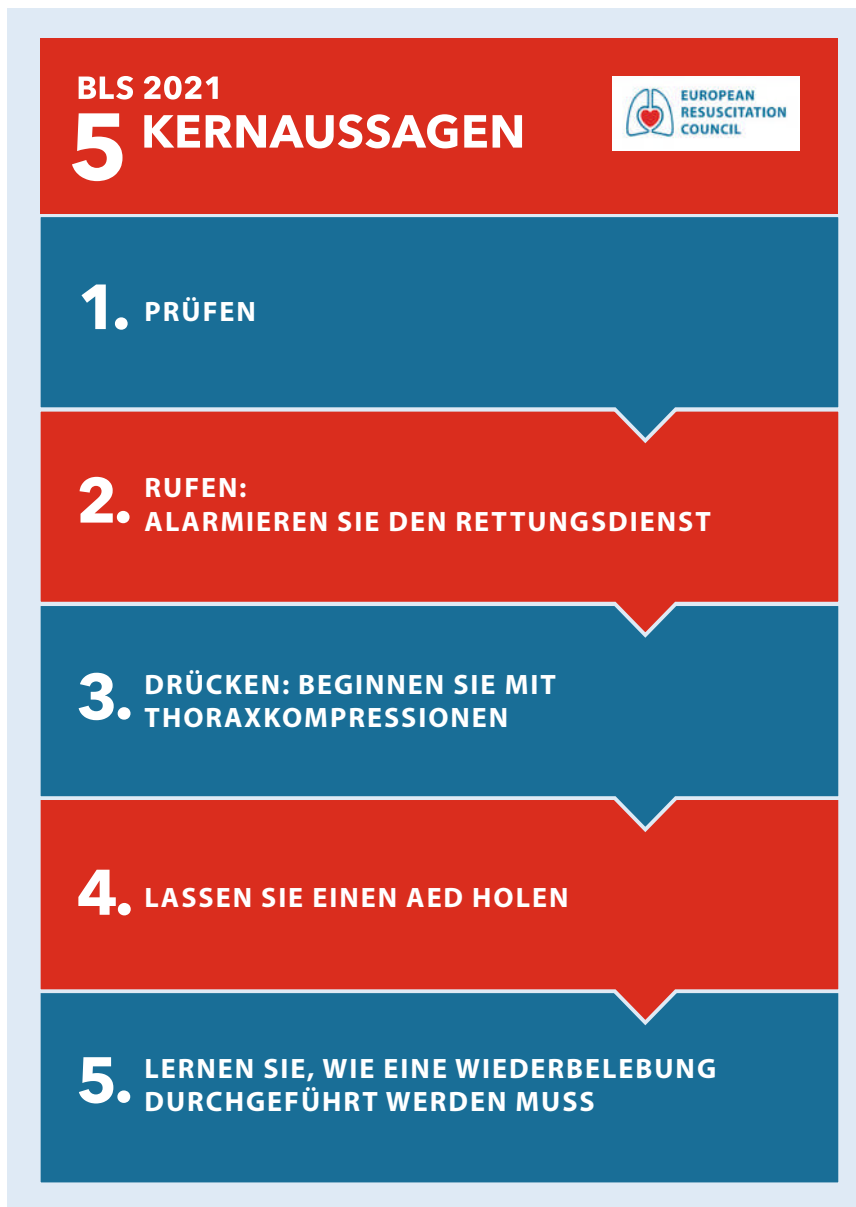 BLS 2021
5 KERNAUSSAGEN
EUROPEAN
RESUSCITATION
COUNCIL
1. PRÜFEN
2. RUFEN:
ALARMIEREN SIE DEN RETTUNGSDIENST
3. DRÜCKEN: BEGINNEN SIE MIT
THORAXKOMPRESSIONEN
4. LASSEN SIE EINEN AED HOLEN
5. LERNEN SIE, WIE EINE WIEDERBELEBUNG
DURCHGEFÜHRT WERDEN MUSS